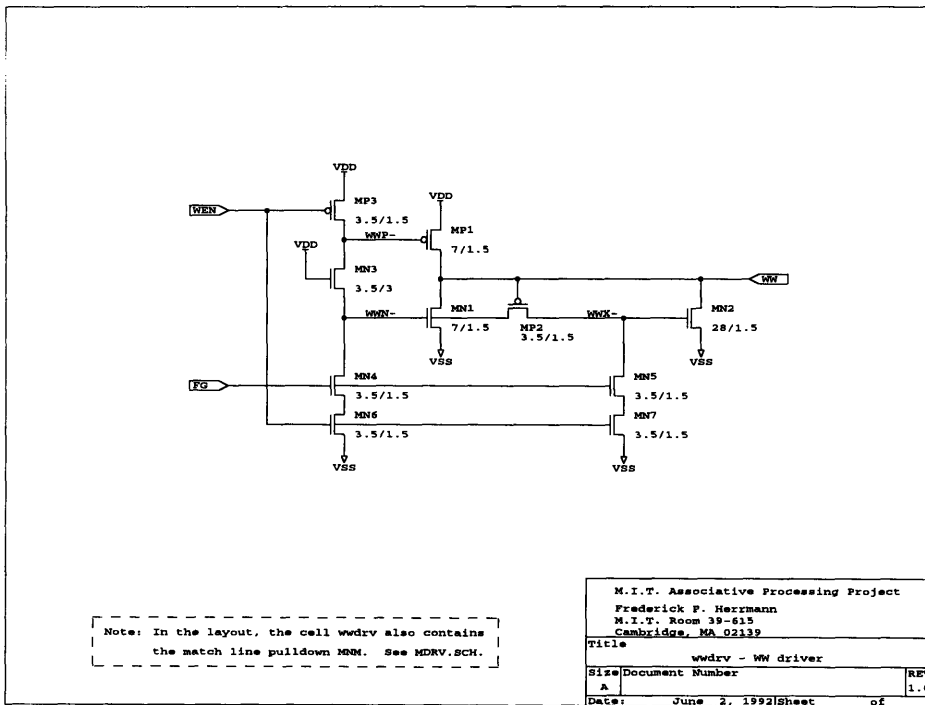 VDD
WEN
MP3
3.5/1.5
VDD
MP1
7/1.5
WWP-
VDD
MN3
3.5/3
WW
WWN-
MN1
7/1.5
VSS
MP2
3.5/1.5
WWX-
MN2
28/1.5
VSS
FG
MN4
3.5/1.5
MN5
3.5/1.5
MN6
3.5/1.5
MN7
3.5/1.5
VSS
VSS
Note: In the layout, the cell wwdrv also contains
the match line pulldown MNM. See MDRV.SCH.
M.I.T. Associative Processing Project
Frederick P. Herrmann
M.I.T. Room 39-615
Cambridge, MA 02139
Title
wwdrv - WW driver
Size Document Number
A
Date: June 2, 1992 Sheet of